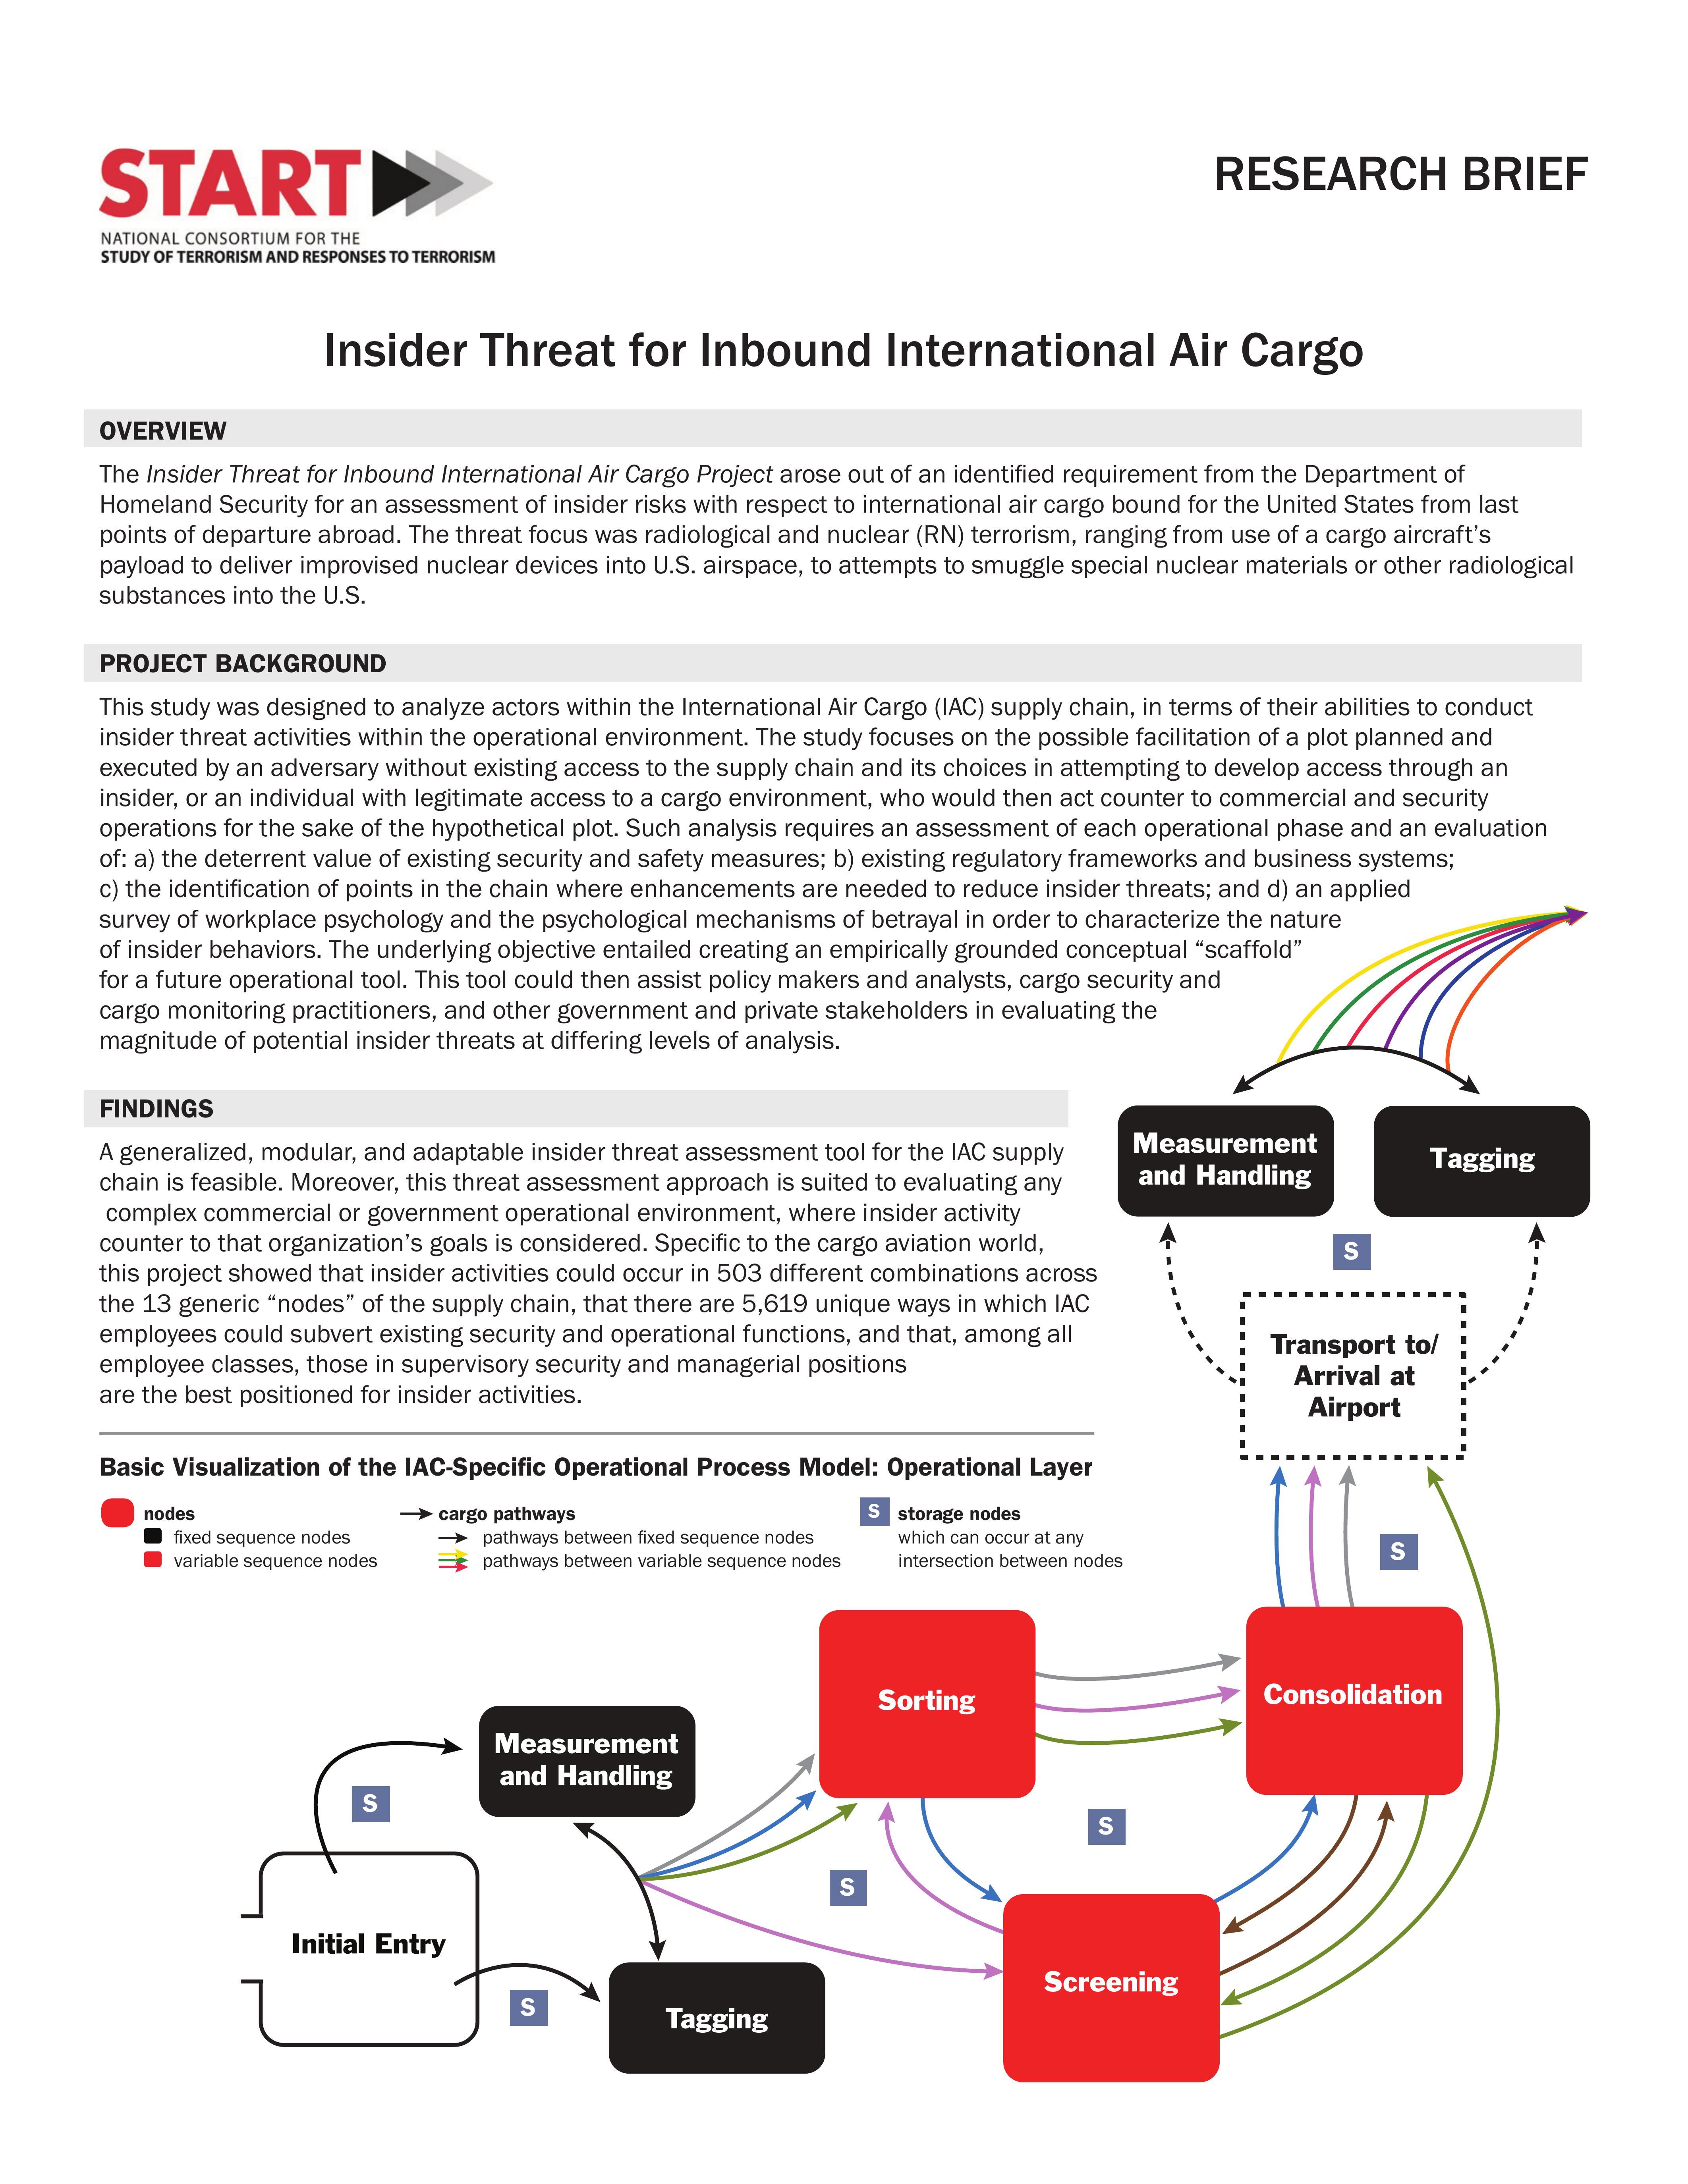 START
NATIONAL CONSORTIUM FOR THE
STUDY OF TERRORISM AND RESPONSES TO TERRORISM
RESEARCH BRIEF
Insider Threat for Inbound International Air Cargo
OVERVIEW
The Insider Threat for Inbound International Air Cargo Project arose out of an identified requirement from the Department of
Homeland Security for an assessment of insider risks with respect to international air cargo bound for the United States from last
points of departure abroad. The threat focus was radiological and nuclear (RN) terrorism, ranging from use of a cargo aircraft’s
payload to deliver improvised nuclear devices into U.S. airspace, to attempts to smuggle special nuclear materials or other radiological
substances into the U.S.
PROJECT BACKGROUND
This study was designed to analyze actors within the International Air Cargo (IAC) supply chain, in terms of their abilities to conduct
insider threat activities within the operational environment. The study focuses on the possible facilitation of a plot planned and
executed by an adversary without existing access to the supply chain and its choices in attempting to develop access through an
insider, or an individual with legitimate access to a cargo environment, who would then act counter to commercial and security
operations for the sake of the hypothetical plot. Such analysis requires an assessment of each operational phase and an evaluation
of: a) the deterrent value of existing security and safety measures; b) existing regulatory frameworks and business systems;
c) the identification of points in the chain where enhancements are needed to reduce insider threats; and d) an applied
survey of workplace psychology and the psychological mechanisms of betrayal in order to characterize the nature
of insider behaviors. The underlying objective entailed creating an empirically grounded conceptual “scaffold”
for a future operational tool. This tool could then assist policy makers and analysts, cargo security and
cargo monitoring practitioners, and other government and private stakeholders in evaluating the
magnitude of potential insider threats at differing levels of analysis.
FINDINGS
A generalized, modular, and adaptable insider threat assessment tool for the IAC supply
chain is feasible. Moreover, this threat assessment approach is suited to evaluating any
complex commercial or government operational environment, where insider activity
counter to that organization’s goals is considered. Specific to the cargo aviation world,
this project showed that insider activities could occur in 503 different combinations across
the 13 generic “nodes” of the supply chain, that there are 5,619 unique ways in which IAC
employees could subvert existing security and operational functions, and that, among all
employee classes, those in supervisory security and managerial positions
are the best positioned for insider activities.
Measurement
and Handling
Tagging
S
Transport to/
Arrival at
Airport
Basic Visualization of the IAC-Specific Operational Process Model: Operational Layer
nodes
fixed sequence nodes
variable sequence nodes
cargo pathways
pathways between fixed sequence nodes
pathways between variable sequence nodes
S
storage nodes
which can occur at any
intersection between nodes
S
Sorting
Consolidation
Measurement
and Handling
S
S
S
Initial Entry
Screening
S
Tagging